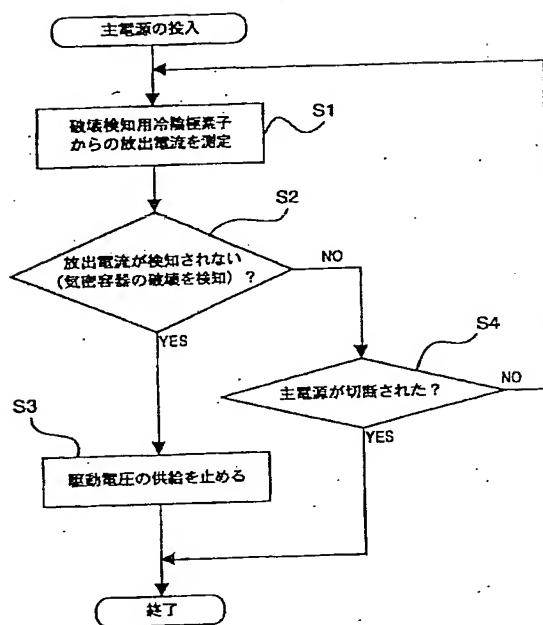 主電源の投入
S1
破壊検知用冷陰極素子
からの放出電流を測定
S2
放出電流が検知されない
(気密容器の破壊を検知)?
NO
YES
S4
主電源が切断された?
NO
YES
S3
駆動電圧の供給を止める
終了